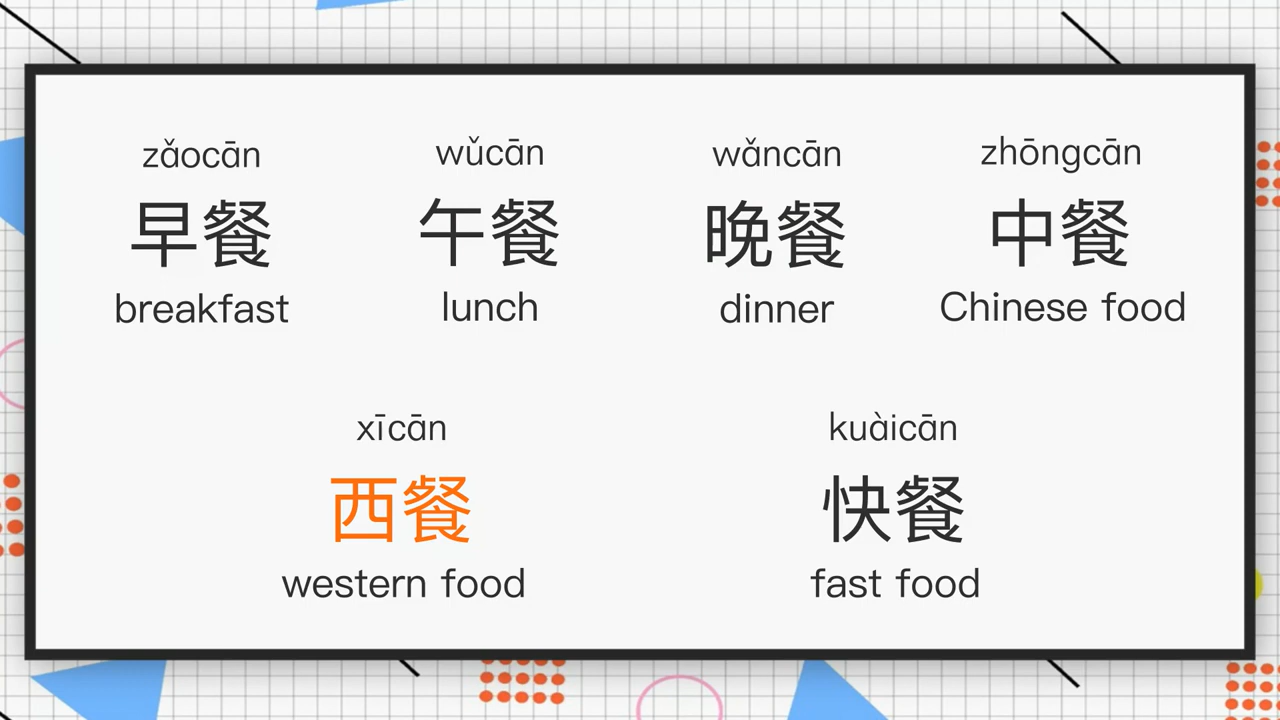 zǎocān wǔcān wǎncān zhōngcān
早餐 午餐 晚餐 中餐
breakfast lunch dinner Chinese food
xīcān kuàicān
西餐 快餐
western food fast food